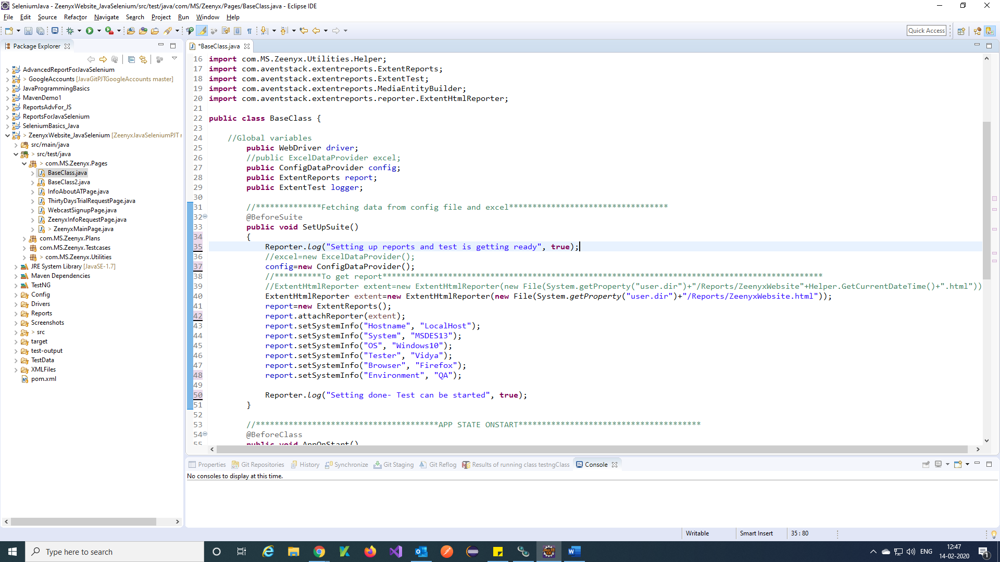 SeleniumJava - ZeenyxWebsite_JavaSelenium/src/test/java/com/MS/Zeenyx/Pages/BaseClass.java - Eclipse IDE
File Edit Source Refactor Navigate Search Project Run Window Help
Quick Access
Package Explorer
AdvancedReportForJavaSelenium
> GoogleAccounts [JavaGitPJTGoogleAccounts master]
JavaProgrammingBasics
MavenDemo1
ReportsAdvFor_JS
ReportsForJavaSelenium
SeleniumBasics_Java
> ZeenyxWebsite_JavaSelenium [ZeenyxJavaSeleniumPJT
src/main/java
> src/test/java
> com.MS.Zeenyx.Pages
BaseClass.java
BaseClass2.java
InfoAboutATPage.java
ThirtyDaysTrialRequestPage.java
WebcastSignupPage.java
ZeenyxInfoRequestPage.java
> ZeenyxMainPage.java
com.MS.Zeenyx.Plans
com.MS.Zeenyx.Testcases
> com.MS.Zeenyx.Utilities
JRE System Library [JavaSE-1.7]
Maven Dependencies
TestNG
Config
Drivers
Reports
Screenshots
> src
target
test-output
TestData
XMLFiles
pom.xml
*BaseClass.java
16 import com.MS.Zeenyx.Utilities.Helper;
17 import com.aventstack.extentreports.ExtentReports;
18 import com.aventstack.extentreports.ExtentTest;
19 import com.aventstack.extentreports.MediaEntityBuilder;
20 import com.aventstack.extentreports.reporter.ExtentHtmlReporter;
21
22 public class BaseClass {
23
24 //Global variables
25 public WebDriver driver;
26 //public ExcelDataProvider excel;
27 public ConfigDataProvider config;
28 public ExtentReports report;
29 public ExtentTest logger;
30
31 //**************Fetching data from config file and excel**********************************
32 @BeforeSuite
33 public void SetUpSuite()
34 {
35 Reporter.log("Setting up reports and test is getting ready", true);
36 //excel=new ExcelDataProvider();
37 config=new ConfigDataProvider();
38 //**********To get report**********************************************************************************************
39 //ExtentHtmlReporter extent=new ExtentHtmlReporter(new File(System.getProperty("user.dir")+"/Reports/ZeenyxWebsite"+Helper.GetCurrentDateTime()+".html"))
40 ExtentHtmlReporter extent=new ExtentHtmlReporter(new File(System.getProperty("user.dir")+"/Reports/ZeenyxWebsite.html"));
41 report=new ExtentReports();
42 report.attachReporter(extent);
43 report.setSystemInfo("Hostname", "LocalHost");
44 report.setSystemInfo("System", "MSDES13");
45 report.setSystemInfo("OS", "Windows10");
46 report.setSystemInfo("Tester", "Vidya");
47 report.setSystemInfo("Browser", "Firefox");
48 report.setSystemInfo("Environment", "QA");
49
50 Reporter.log("Setting done- Test can be started", true);
51 }
52
53 //***************************************APP STATE ONSTART***************************************
54 @BeforeClass
55 public void AppOnStart()
Properties Git Repositories History Synchronize Git Staging Git Reflog Results of running class testngClass Console
No consoles to display at this time.
Writable Smart Insert 35 : 80
Type here to search
ENG
12:47
14-02-2020
1